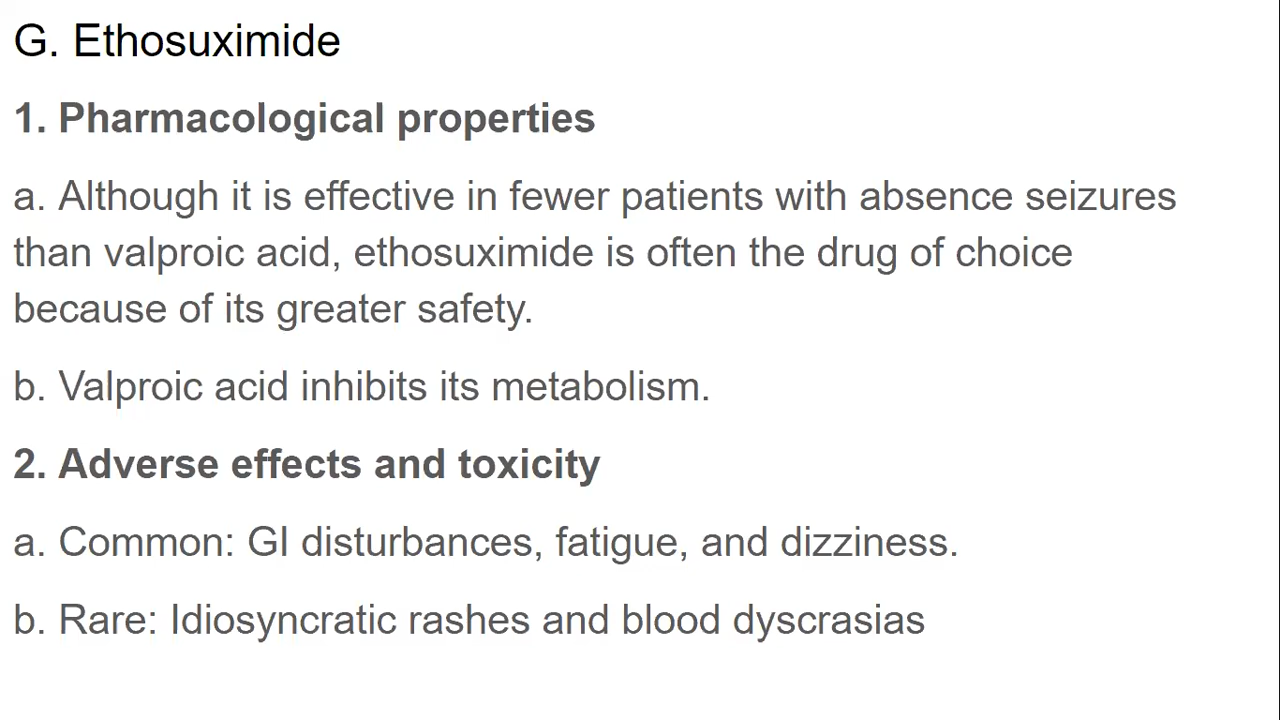 G. Ethosuximide
1. Pharmacological properties
a. Although it is effective in fewer patients with absence seizures
than valproic acid, ethosuximide is often the drug of choice
because of its greater safety.
b. Valproic acid inhibits its metabolism.
2. Adverse effects and toxicity
a. Common: GI disturbances, fatigue, and dizziness.
b. Rare: Idiosyncratic rashes and blood dyscrasias